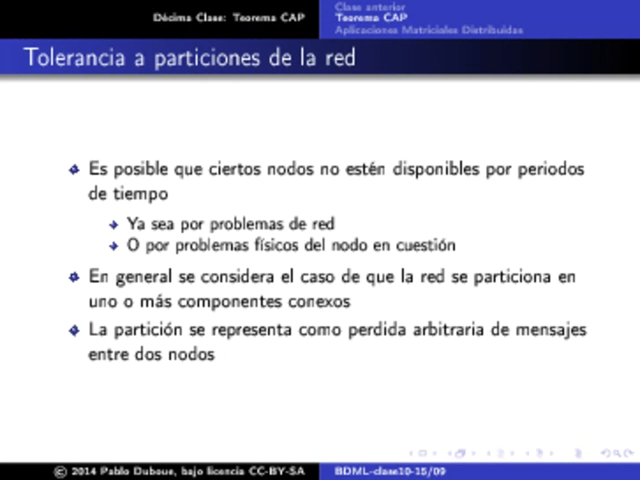 Décima Clase: Teorema CAP
Clase anterior
Teorema CAP
Aplicaciones Matriciales Distribuidas
Tolerancia a particiones de la red
Es posible que ciertos nodos no estén disponibles por periodos
de tiempo
Ya sea por problemas de red
O por problemas físicos del nodo en cuestión
En general se considera el caso de que la red se particiona en
uno o más componentes conexos
La partición se representa como perdida arbitraria de mensajes
entre dos nodos
© 2014 Pablo Duboue, bajo licencia CC-BY-SA
BDML-clase10-15/09